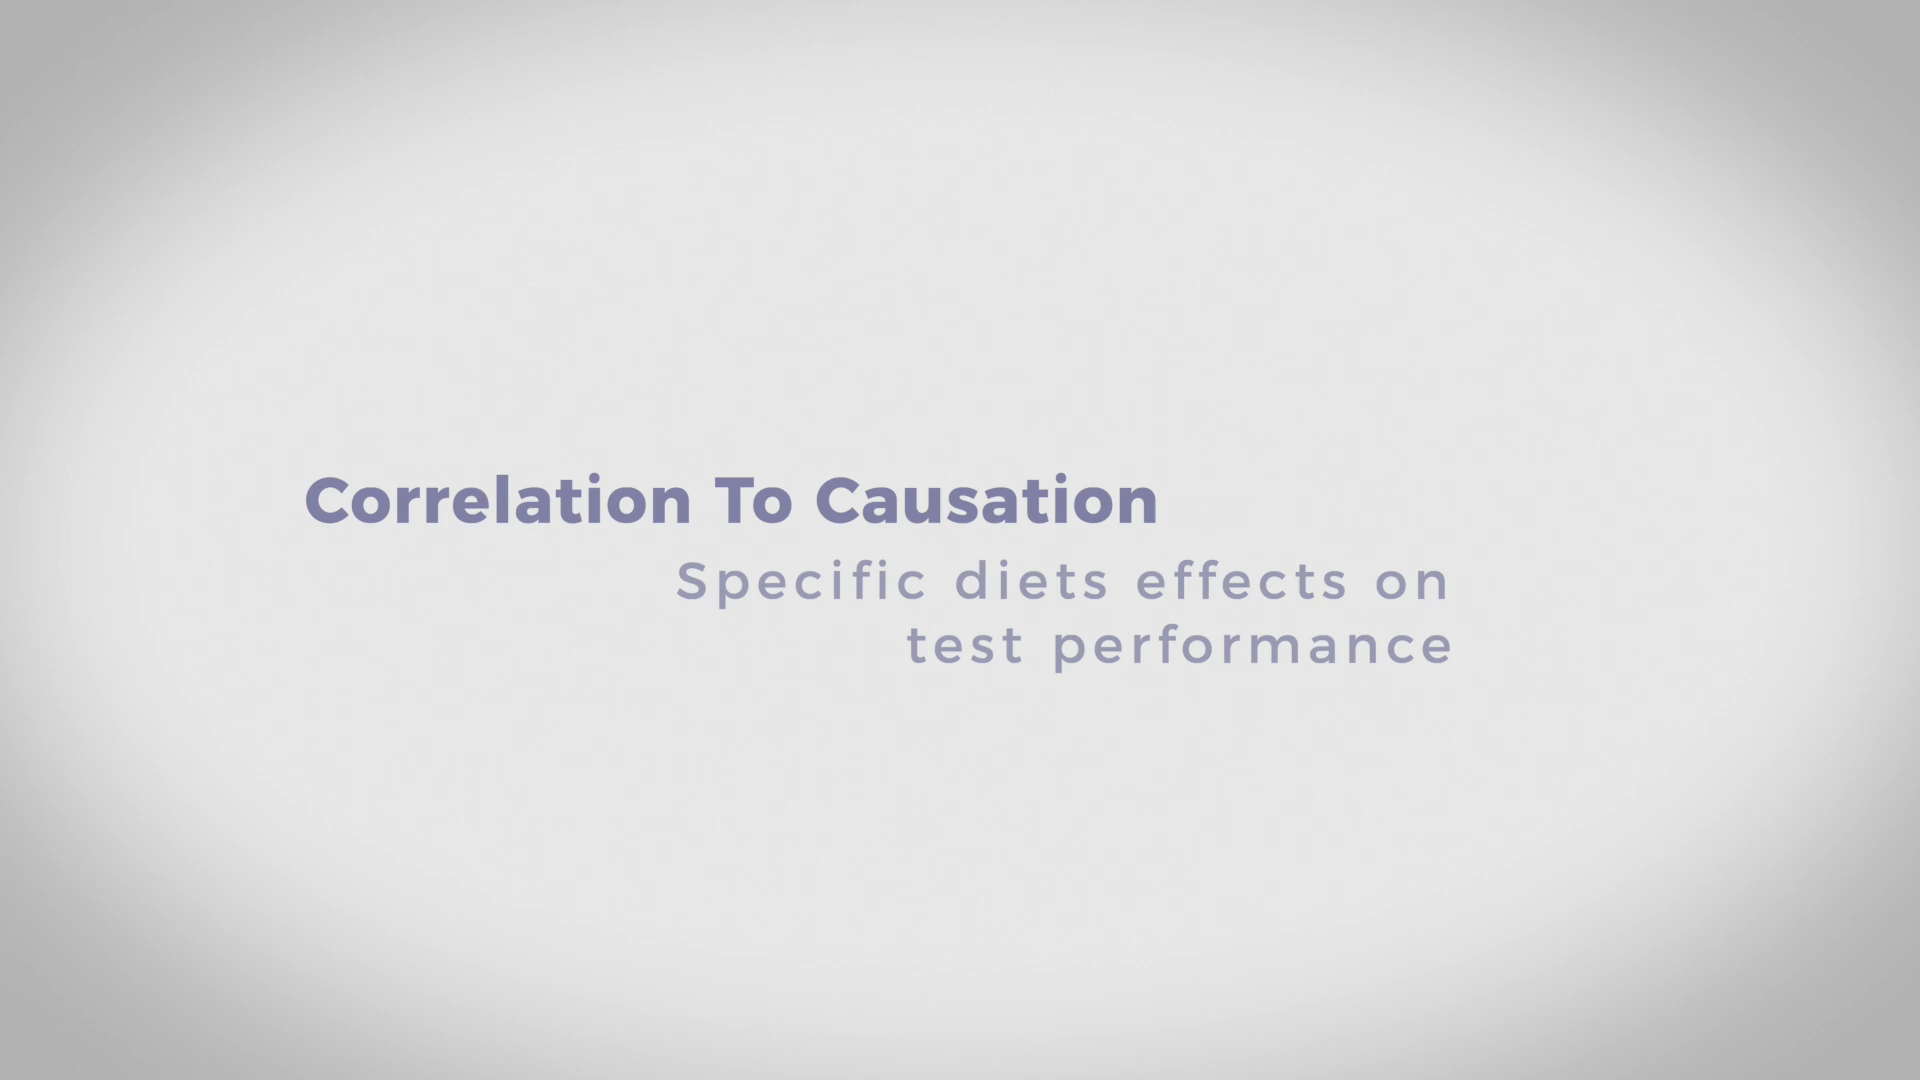 Correlation To Causation
Specific diets effects on
test performance